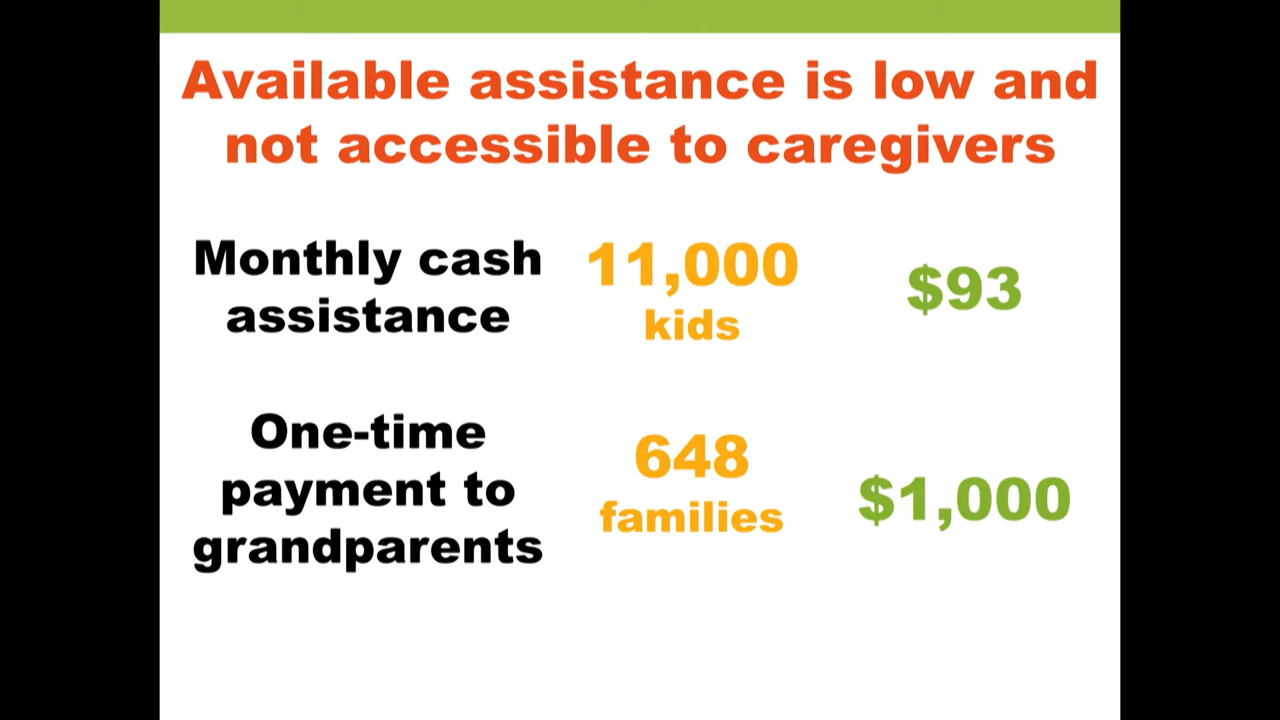 Available assistance is low and
not accessible to caregivers
Monthly cash
assistance
11,000
kids
$93
One-time
payment to
grandparents
648
families
$1,000